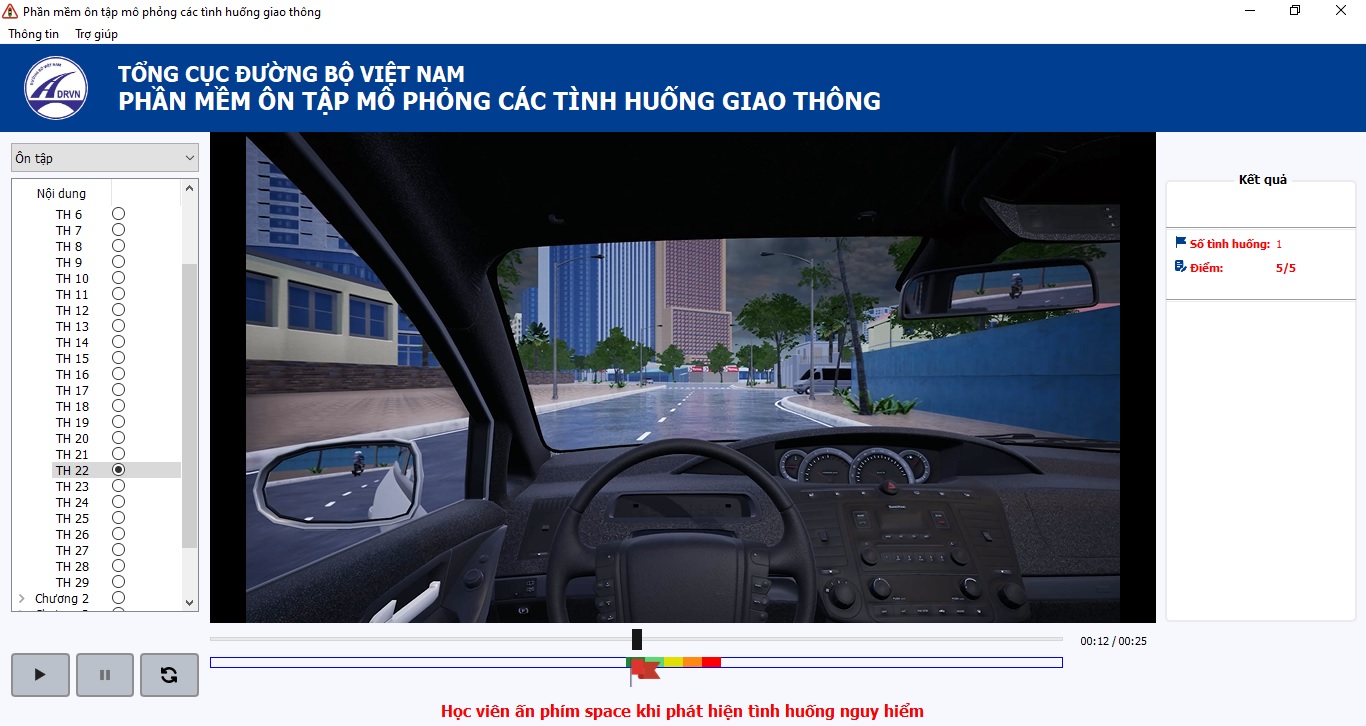 Phần mềm ôn tập mô phỏng các tình huống giao thông
Thông tin Trợ giúp
ĐƯỜNG BỘ VIỆT NAM
DRVN
TỔNG CỤC ĐƯỜNG BỘ VIỆT NAM
PHẦN MỀM ÔN TẬP MÔ PHỎNG CÁC TÌNH HUỐNG GIAO THÔNG
Ôn tập
Nội dung
TH 6
TH 7
TH 8
TH 9
TH 10
TH 11
TH 12
TH 13
TH 14
TH 15
TH 16
TH 17
TH 18
TH 19
TH 20
TH 21
TH 22
TH 23
TH 24
TH 25
TH 26
TH 27
TH 28
TH 29
Chương 2
Kết quả
Số tình huống: 1
Điểm: 5/5
00:12 / 00:25
Học viên ấn phím space khi phát hiện tình huống nguy hiểm